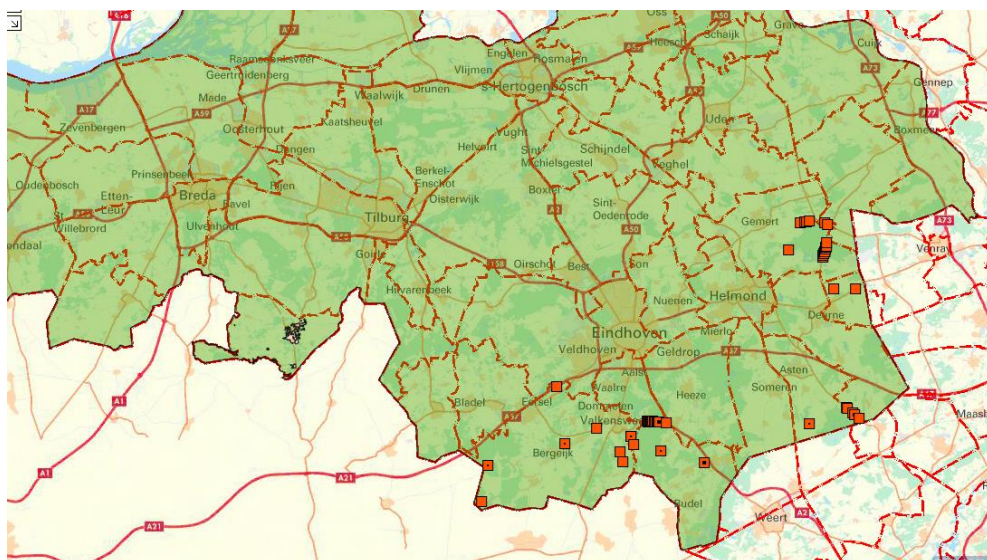 Oss
A50
Grave
Schaijk
Heesch
A59
Cuijk
Engelen
Rosmalen
A27
Raamsdonksveer
Vlijmen
A73
Geertruidenberg
's-Hertogenbosch
Gennep
Drunen
Waalwijk
Made
A17
A59
Uden
A77
Kaatsheuvel
Zevenbergen
Oosterhout
Boxmeer
Vught
Helvoirt
Sint
Michielsgestel
Schijndel
Dongen
Veghel
Prinsenbeek
Berkel-
Enschot
Oudenbosch
Rijen
Boxtel
Etten-
Leur
Breda
Oisterwijk
Bavel
Sint-
Oedenrode
A2
St.
Willebrord
Tilburg
Gemert
A73
Ulvenhout
A50
Goirle
Venray
A58
Oirschot
Best
Son
Hilvarenbeek
Nuenen
Helmond
Deurne
Eindhoven
Mierlo
Veldhoven
Geldrop
A67
Aalst
Asten
A1
Waalre
Heeze
Someren
Eersel
Bladel
Dommelen
A67
A67
Valkenswaard
Bergeijk
A1
A21
Budel
A21
Weert
A2